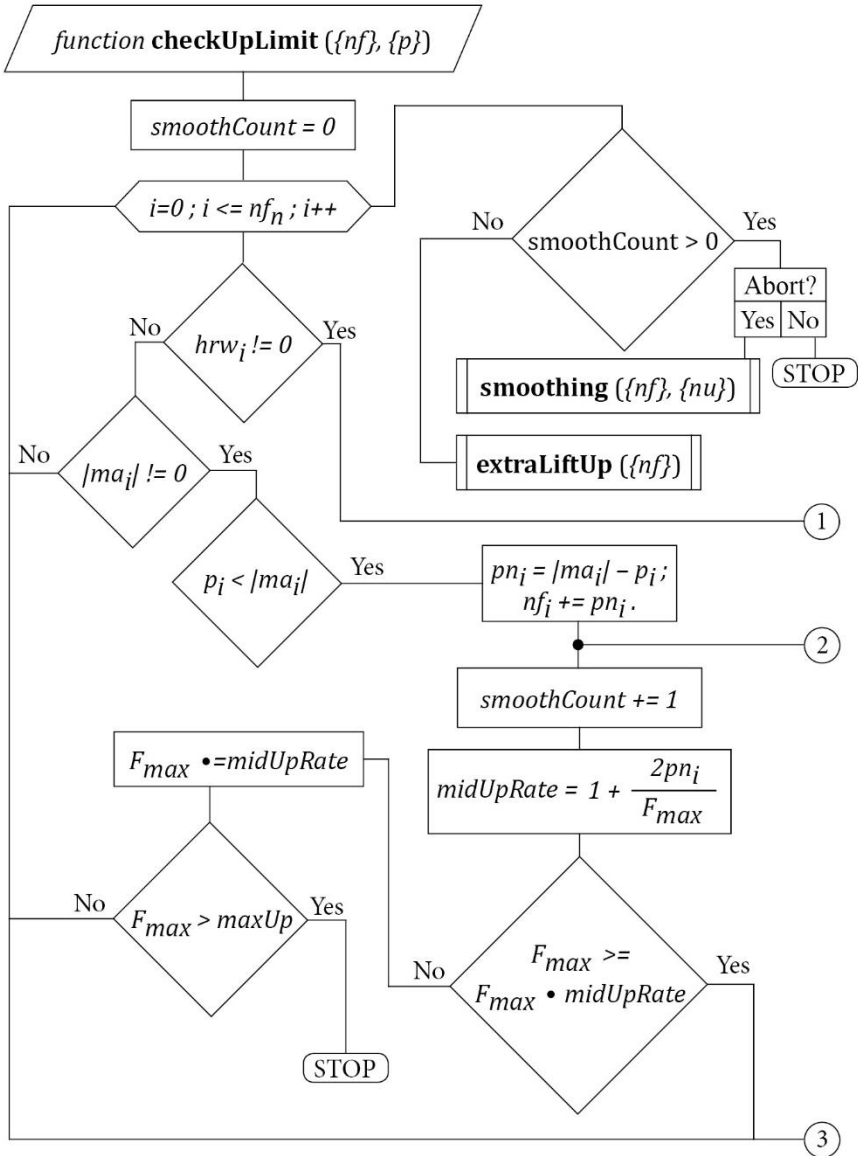 function checkUpLimit ({nf}, {p})
smoothCount = 0
i=0 ; i <= nf_n ; i++
No
smoothCount > 0
Yes
Abort?
Yes No
STOP
smoothing ({nf}, {nu})
extraLiftUp ({nf})
No
hrw_i != 0
Yes
No
|ma_i| != 0
Yes
1
p_i < |ma_i|
Yes
pn_i = |ma_i| – p_i ;
nf_i += pn_i .
2
smoothCount += 1
F_max •=midUpRate
midUpRate = 1 + 2pn_i / F_max
No
F_max > maxUp
Yes
STOP
No
F_max >=
F_max • midUpRate
Yes
3